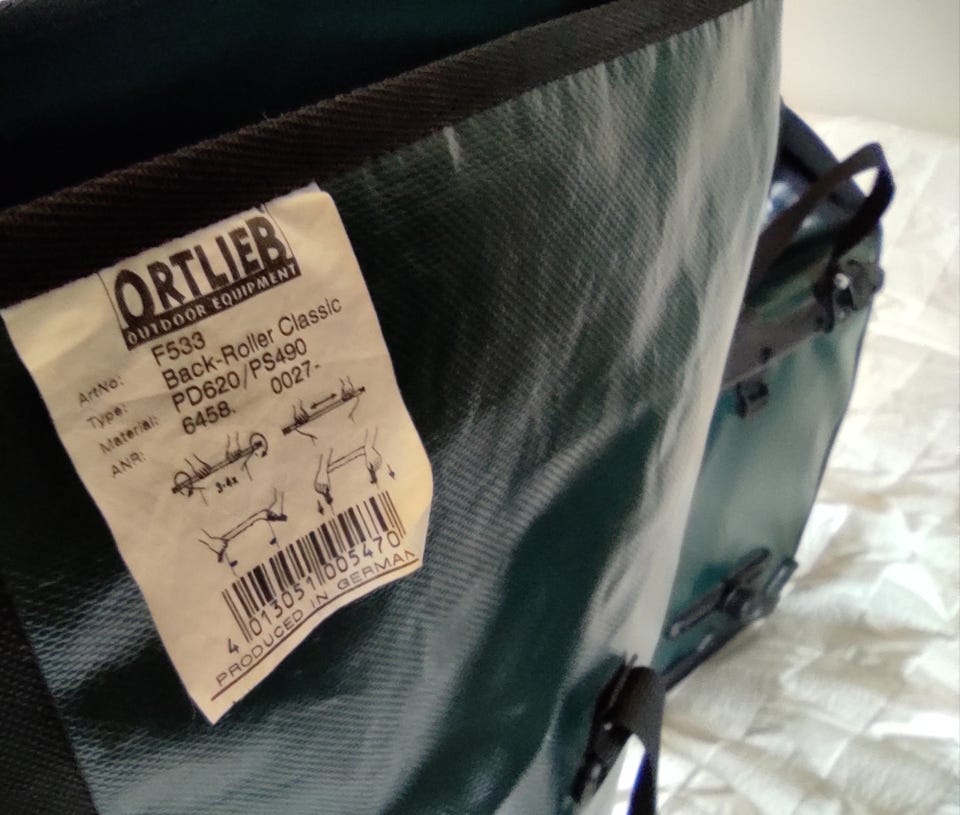 ORTLIEB
OUTDOOR EQUIPMENT
ArtNo: F533
Type: Back-Roller Classic
Material: PD620/PS490
ANR: 6458. 0027-
3-4x
4 013051 005470
PRODUCED IN GERMAN